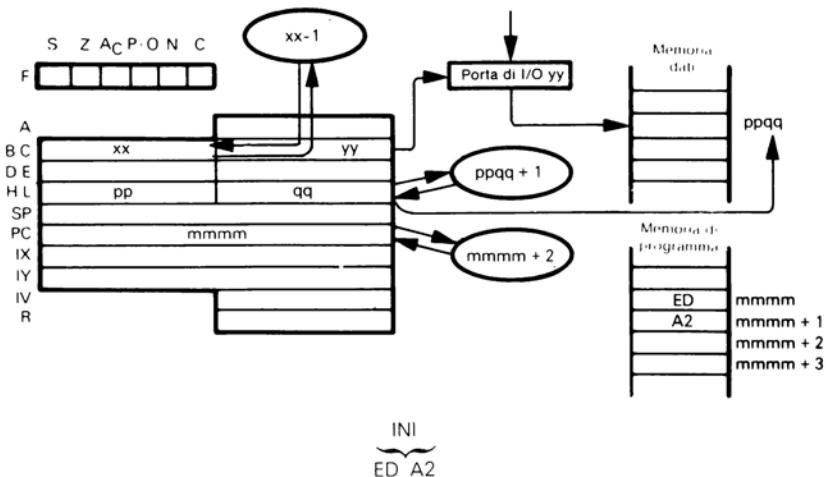 S Z AC P·O N C
F
xx-1
Porta di I/O yy
Memoria
dati
ppqq
A
B C xx yy
D E
H L pp qq
ppqq + 1
SP
PC mmmm
mmmm + 2
IX
IY
IV
R
Memoria di
programma
ED mmmm
A2 mmmm + 1
mmmm + 2
mmmm + 3
INI
ED A2